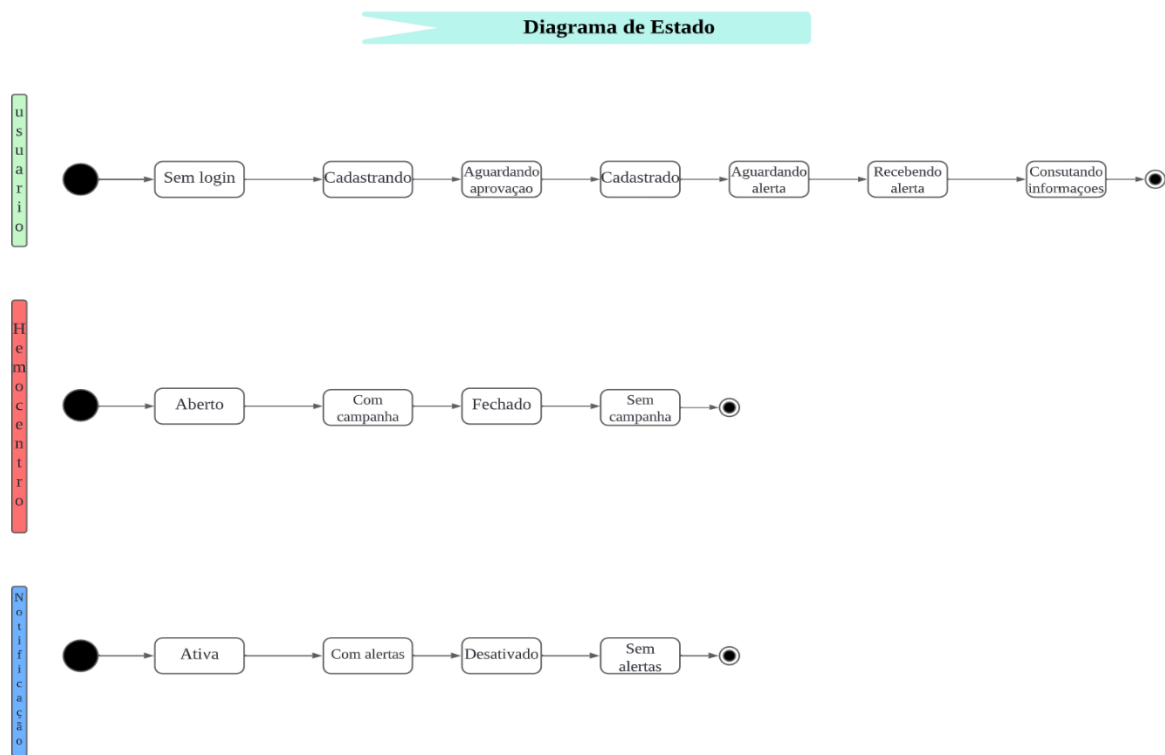 Diagrama de Estado
usuario
Sem login
Cadastrando
Aguardando
aprovaçao
Cadastrado
Aguardando
alerta
Recebendo
alerta
Consutando
informaçoes
Hemocentro
Aberto
Com
campanha
Fechado
Sem
campanha
Notificação
Ativa
Com alertas
Desativado
Sem
alertas